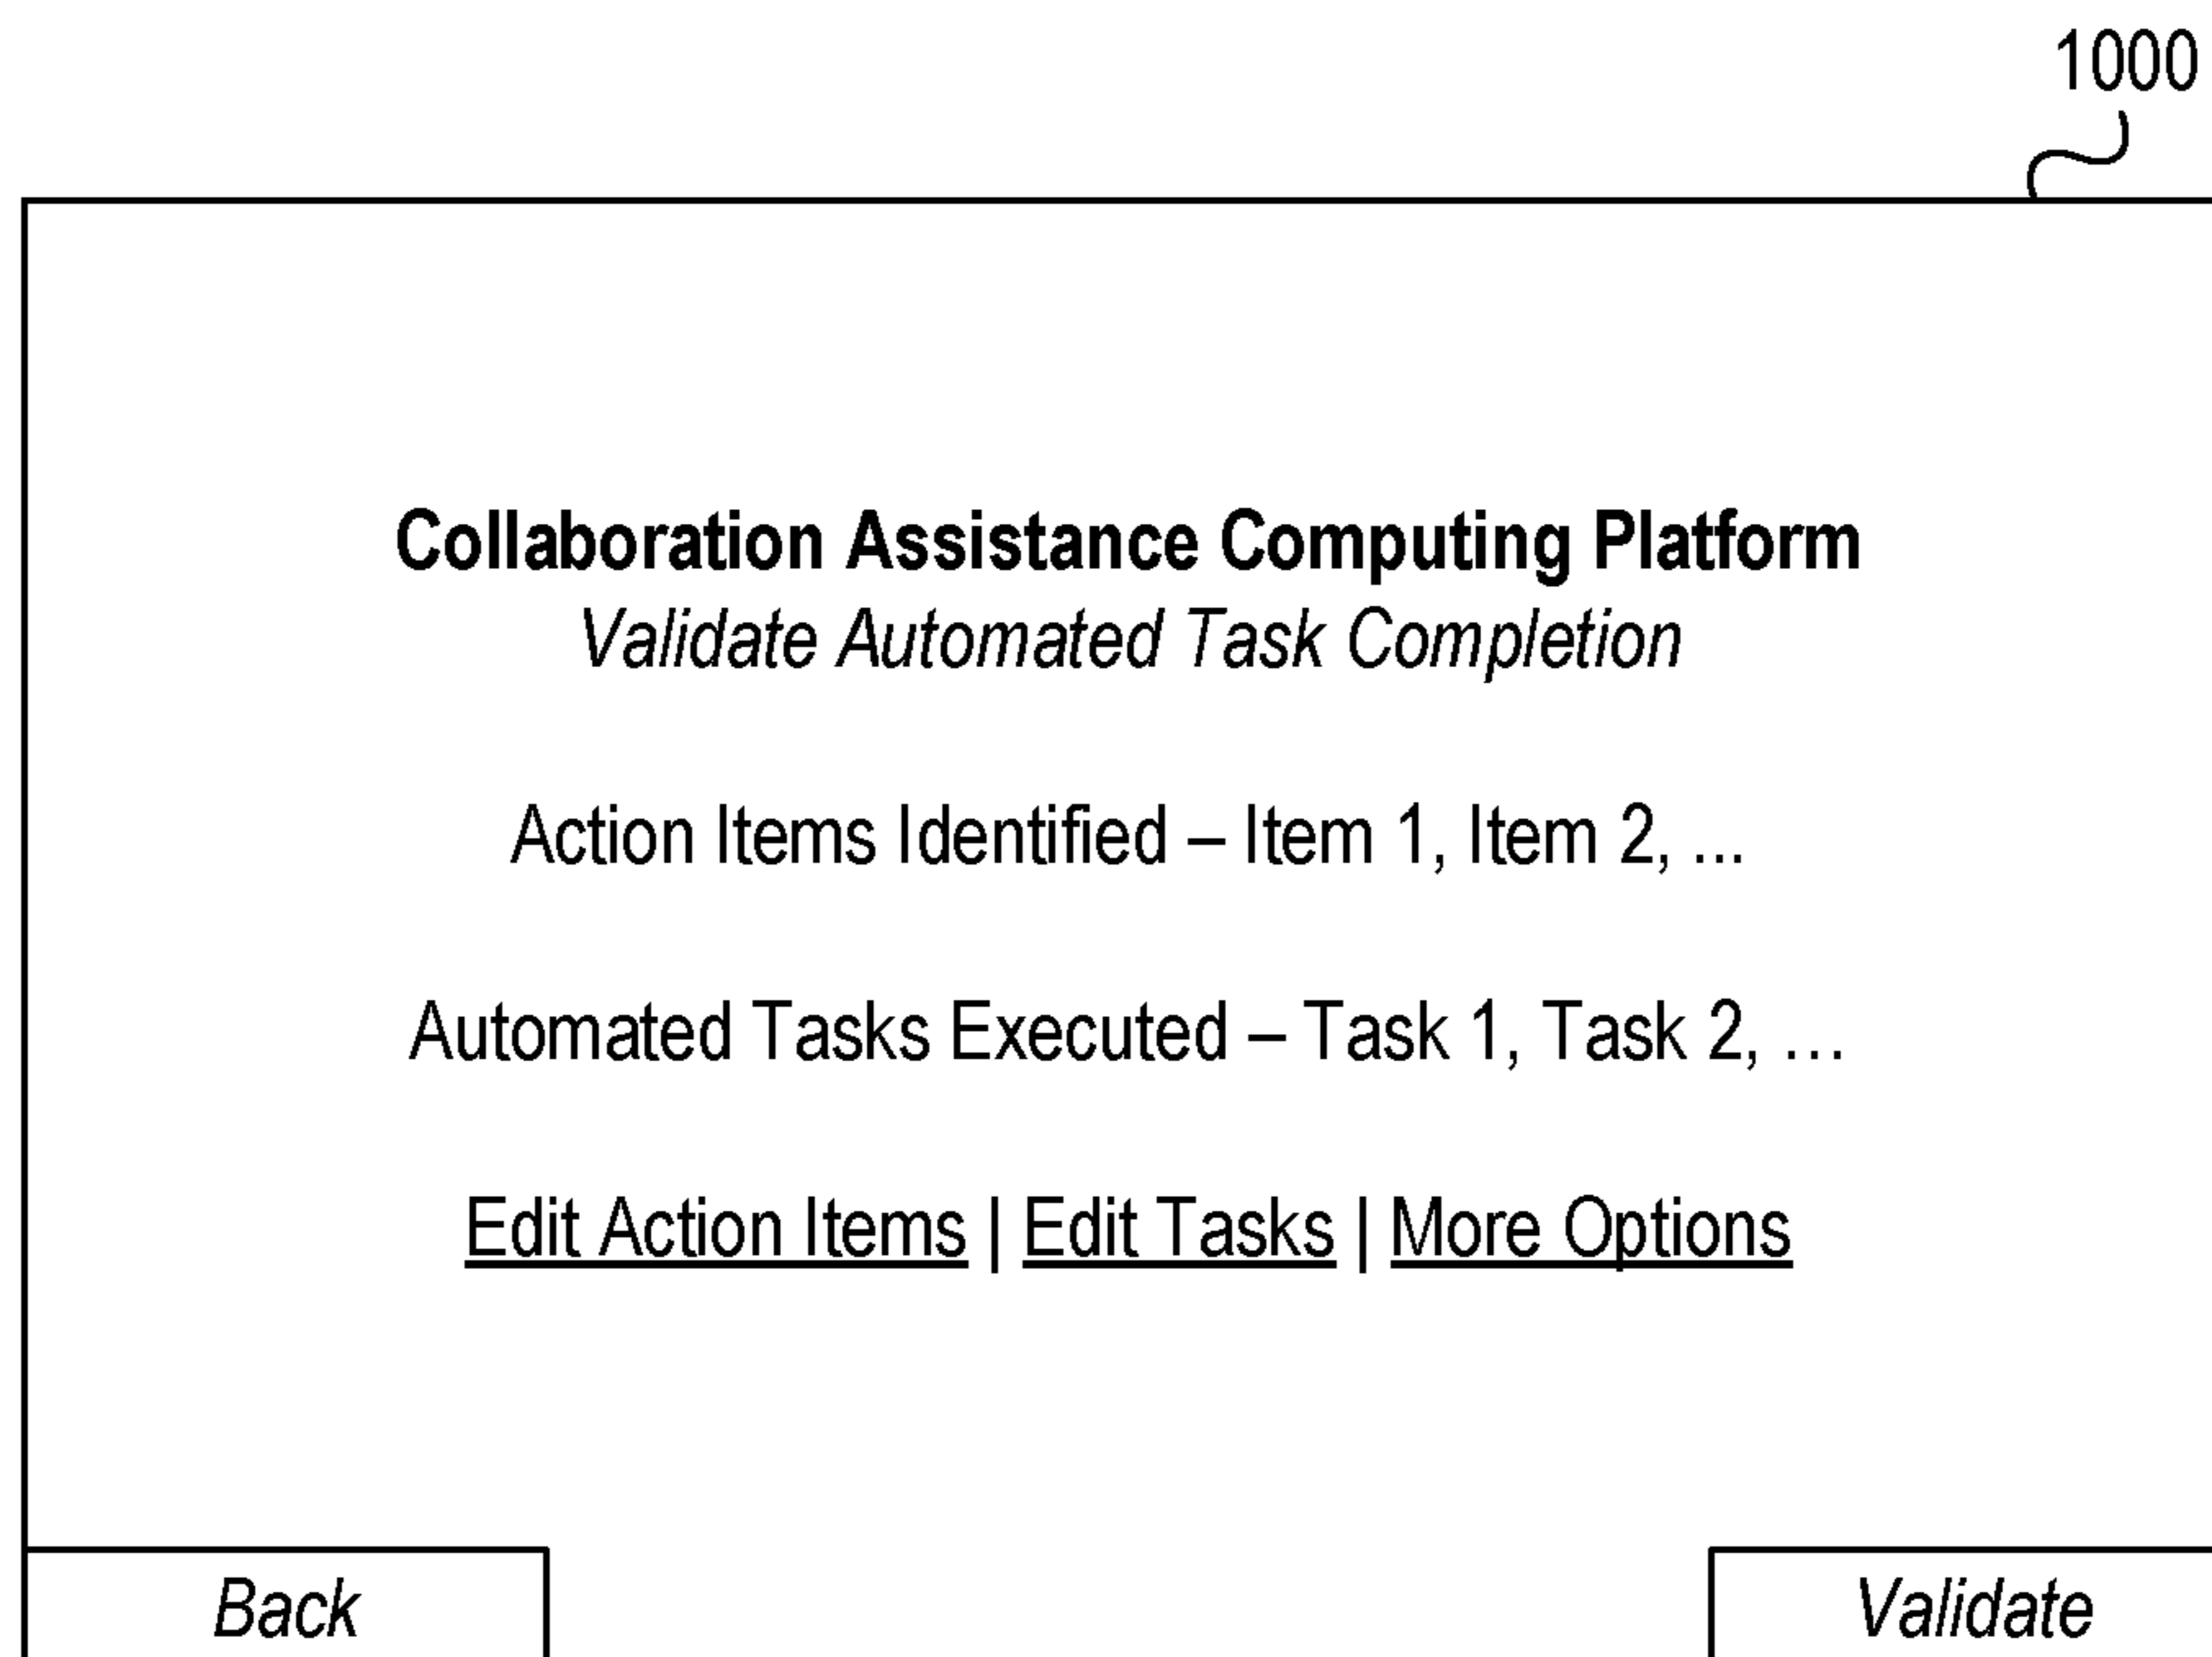 1000
Collaboration Assistance Computing Platform
Validate Automated Task Completion
Action Items Identified – Item 1, Item 2, ...
Automated Tasks Executed – Task 1, Task 2, …
Edit Action Items | Edit Tasks | More Options
Back
Validate